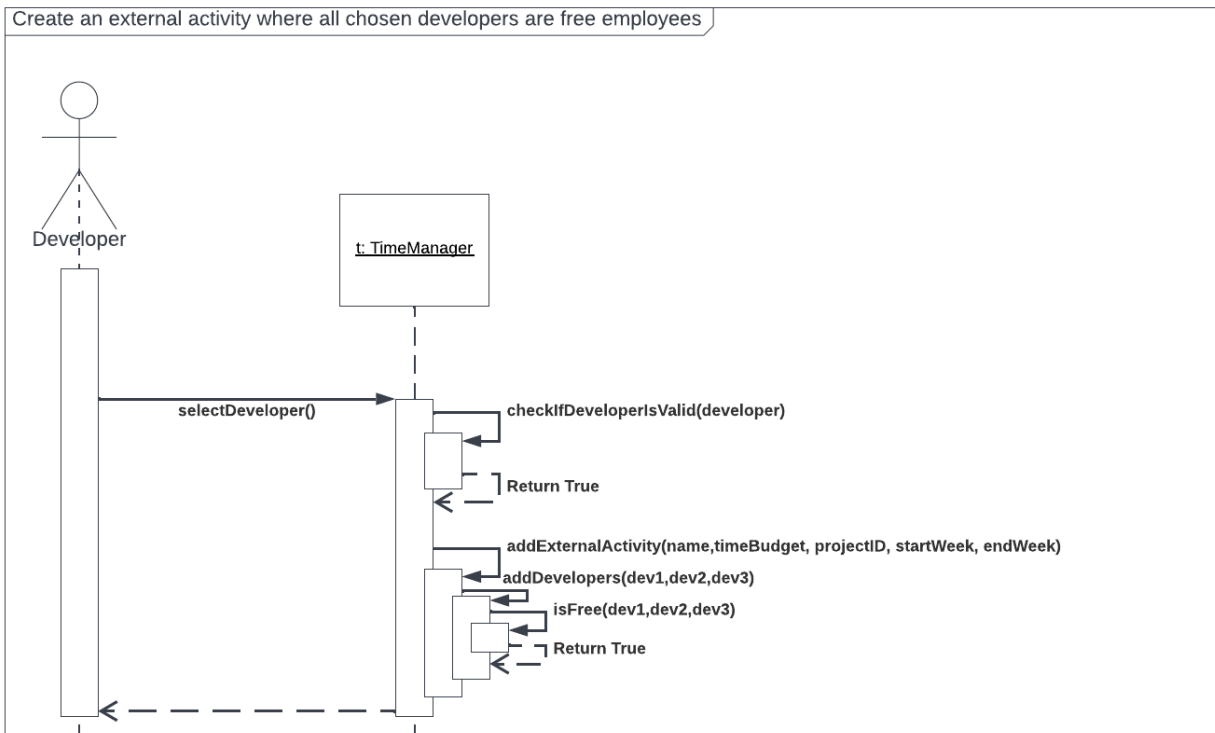 Create an external activity where all chosen developers are free employees
Developer
t: TimeManager
selectDeveloper()
checkIfDeveloperIsValid(developer)
Return True
addExternalActivity(name,timeBudget, projectID, startWeek, endWeek)
addDevelopers(dev1,dev2,dev3)
isFree(dev1,dev2,dev3)
Return True